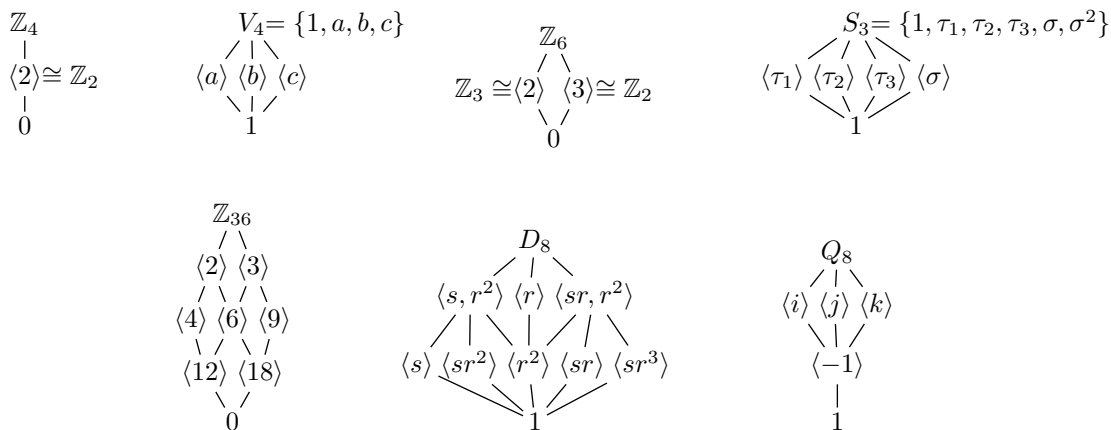 ℤ₄ V₄= {1, a, b, c} ℤ₆ S₃= {1, τ₁, τ₂, τ₃, σ, σ²}
⟨2⟩≅ ℤ₂ ⟨a⟩ ⟨b⟩ ⟨c⟩ ℤ₃ ≅⟨2⟩ ⟨3⟩≅ ℤ₂ ⟨τ₁⟩ ⟨τ₂⟩ ⟨τ₃⟩ ⟨σ⟩
0 1 0 1
ℤ₃₆ D₈ Q₈
⟨2⟩ ⟨3⟩ ⟨s, r²⟩ ⟨r⟩ ⟨sr, r²⟩ ⟨i⟩ ⟨j⟩ ⟨k⟩
⟨4⟩ ⟨6⟩ ⟨9⟩
⟨12⟩ ⟨18⟩ ⟨s⟩ ⟨sr²⟩ ⟨r²⟩ ⟨sr⟩ ⟨sr³⟩ ⟨−1⟩
0 1 1